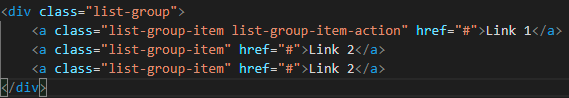 <div class="list-group">
    <a class="list-group-item list-group-item-action" href="#">Link 1</a>
    <a class="list-group-item" href="#">Link 2</a>
    <a class="list-group-item" href="#">Link 2</a>
</div>